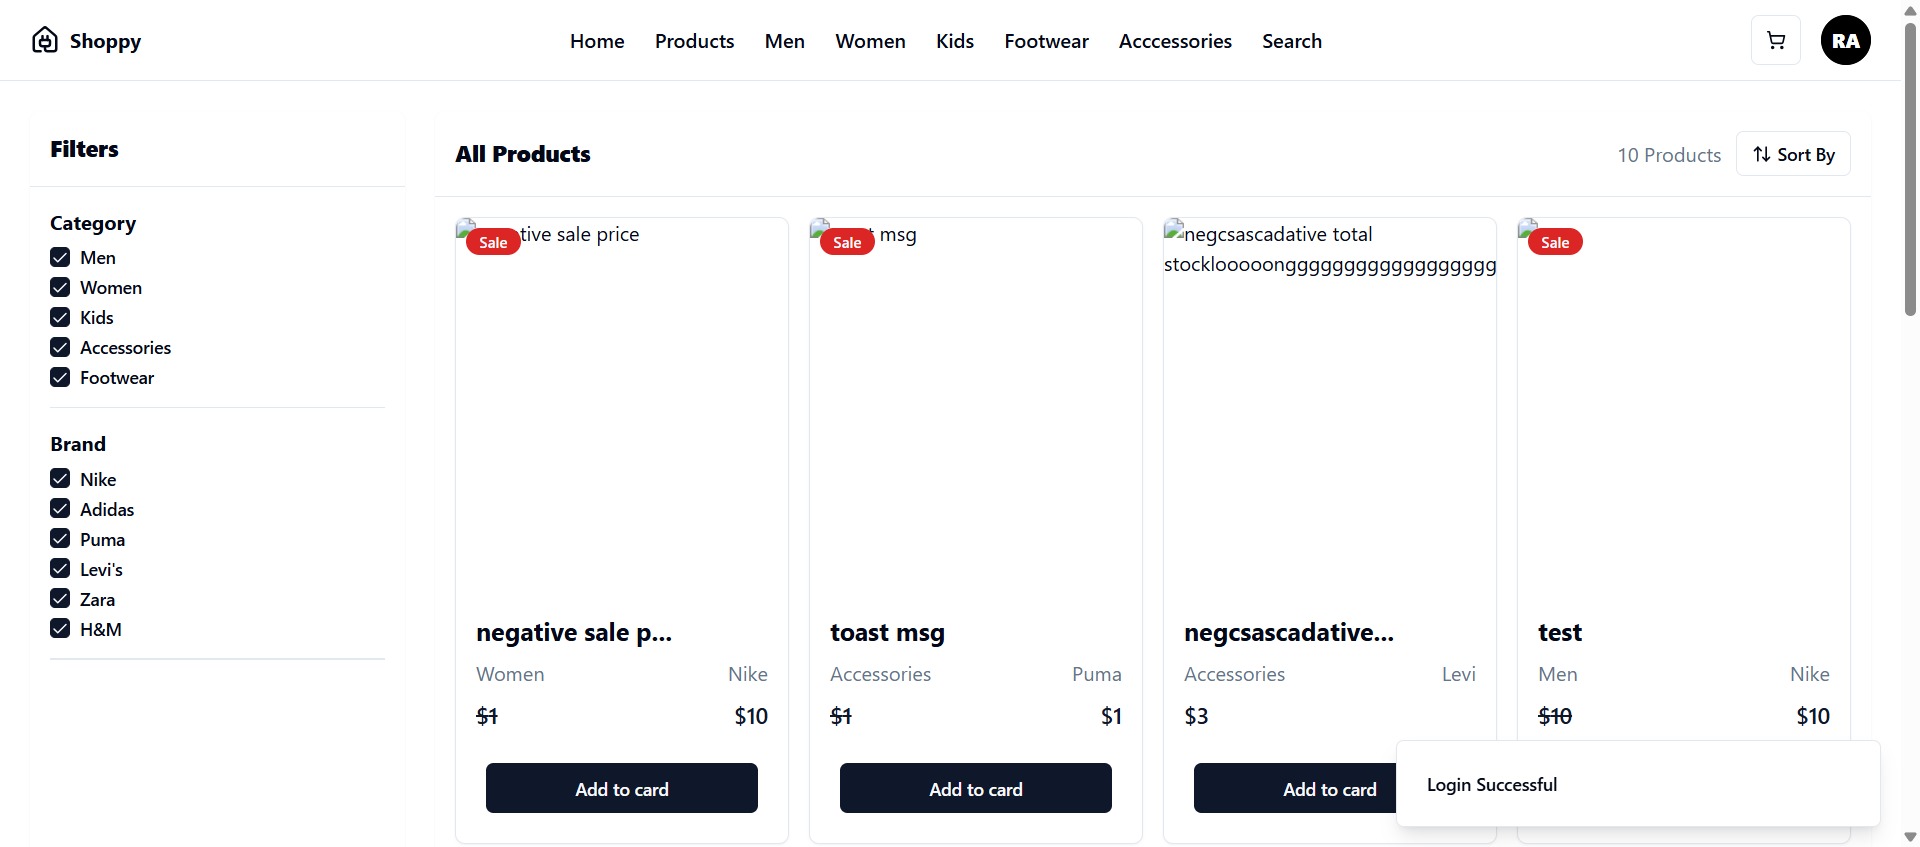 Shoppy
Home Products Men Women Kids Footwear Acccessories Search
RA
Filters
Category
Men
Women
Kids
Accessories
Footwear
Brand
Nike
Adidas
Puma
Levi's
Zara
H&M
All Products
10 Products
Sort By
Sale
tive sale price
negative sale p...
Women Nike
$1 $10
Add to card
Sale
msg
toast msg
Accessories Puma
$1 $1
Add to card
negcsascadative total
negcsascadative...
Accessories Levi
$3
Add to card
Sale
test
Men Nike
$10 $10
Login Successful